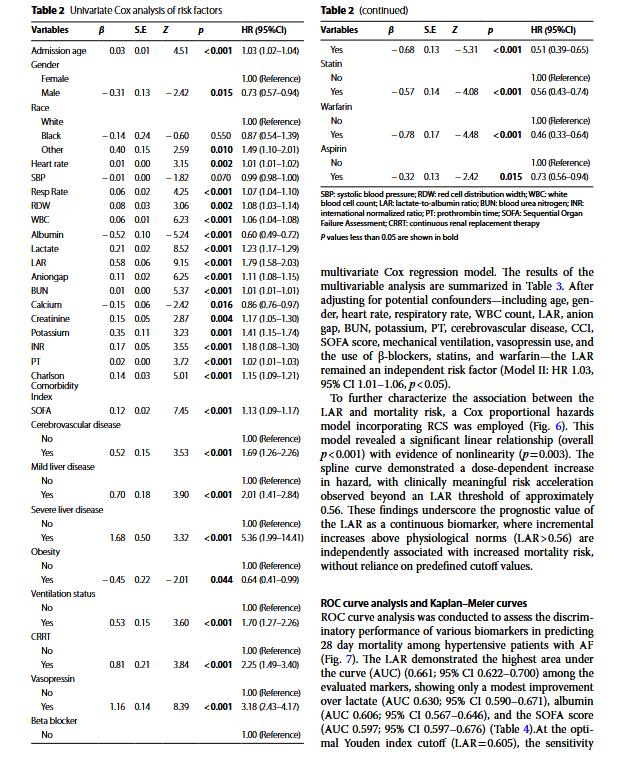 Table 2 Univariate Cox analysis of risk factors
Variables β S.E Z p HR (95%CI)
Admission age 0.03 0.01 4.51 <0.001 1.03 (1.02–1.04)
Gender
Female 1.00 (Reference)
Male −0.31 0.13 −2.42 0.015 0.73 (0.57–0.94)
Race
White 1.00 (Reference)
Black −0.14 0.24 −0.60 0.550 0.87 (0.54–1.39)
Other 0.40 0.15 2.59 0.010 1.49 (1.10–2.01)
Heart rate 0.01 0.00 3.15 0.002 1.01 (1.01–1.02)
SBP −0.01 0.00 −1.82 0.070 0.99 (0.98–1.00)
Resp Rate 0.06 0.02 4.25 <0.001 1.07 (1.04–1.10)
RDW 0.08 0.03 3.06 0.002 1.08 (1.03–1.14)
WBC 0.06 0.01 6.23 <0.001 1.06 (1.04–1.08)
Albumin −0.52 0.10 −5.24 <0.001 0.60 (0.49–0.72)
Lactate 0.21 0.02 8.52 <0.001 1.23 (1.17–1.29)
LAR 0.58 0.06 9.15 <0.001 1.79 (1.58–2.03)
Aniongap 0.11 0.02 6.25 <0.001 1.11 (1.08–1.15)
BUN 0.01 0.00 5.37 <0.001 1.01 (1.01–1.01)
Calcium −0.15 0.06 −2.42 0.016 0.86 (0.76–0.97)
Creatinine 0.15 0.05 2.87 0.004 1.17 (1.05–1.30)
Potassium 0.35 0.11 3.23 0.001 1.41 (1.15–1.74)
INR 0.17 0.05 3.55 <0.001 1.18 (1.08–1.30)
PT 0.02 0.00 3.72 <0.001 1.02 (1.01–1.03)
Charlson 0.14 0.03 5.01 <0.001 1.15 (1.09–1.21)
Comorbidity
Index
SOFA 0.12 0.02 7.45 <0.001 1.13 (1.09–1.17)
Cerebrovascular disease
No 1.00 (Reference)
Yes 0.52 0.15 3.53 <0.001 1.69 (1.26–2.26)
Mild liver disease
No 1.00 (Reference)
Yes 0.70 0.18 3.90 <0.001 2.01 (1.41–2.84)
Severe liver disease
No 1.00 (Reference)
Yes 1.68 0.50 3.32 <0.001 5.36 (1.99–14.41)
Obesity
No 1.00 (Reference)
Yes −0.45 0.22 −2.01 0.044 0.64 (0.41–0.99)
Ventilation status
No 1.00 (Reference)
Yes 0.53 0.15 3.60 <0.001 1.70 (1.27–2.26)
CRRT
No 1.00 (Reference)
Yes 0.81 0.21 3.84 <0.001 2.25 (1.49–3.40)
Vasopressin
No 1.00 (Reference)
Yes 1.16 0.14 8.39 <0.001 3.18 (2.43–4.17)
Beta blocker
No 1.00 (Reference)
Table 2 (continued)
Variables β S.E Z p HR (95%CI)
Yes −0.68 0.13 −5.31 <0.001 0.51 (0.39–0.65)
Statin
No 1.00 (Reference)
Yes −0.57 0.14 −4.08 <0.001 0.56 (0.43–0.74)
Warfarin
No 1.00 (Reference)
Yes −0.78 0.17 −4.48 <0.001 0.46 (0.33–0.64)
Aspirin
No 1.00 (Reference)
Yes −0.32 0.13 −2.42 0.015 0.73 (0.56–0.94)
SBP: systolic blood pressure; RDW: red cell distribution width; WBC: white
blood cell count; LAR: lactate-to-albumin ratio; BUN: blood urea nitrogen; INR:
international normalized ratio; PT: prothrombin time; SOFA: Sequential Organ
Failure Assessment; CRRT: continuous renal replacement therapy
P values less than 0.05 are shown in bold
multivariate Cox regression model. The results of the
multivariable analysis are summarized in Table 3. After
adjusting for potential confounders—including age, gen-
der, heart rate, respiratory rate, WBC count, LAR, anion
gap, BUN, potassium, PT, cerebrovascular disease, CCI,
SOFA score, mechanical ventilation, vasopressin use, and
the use of β-blockers, statins, and warfarin—the LAR
remained an independent risk factor (Model II: HR 1.03,
95% CI 1.01–1.06, p<0.05).
To further characterize the association between the
LAR and mortality risk, a Cox proportional hazards
model incorporating RCS was employed (Fig. 6). This
model revealed a significant linear relationship (overall
p<0.001) with evidence of nonlinearity (p=0.003). The
spline curve demonstrated a dose-dependent increase
in hazard, with clinically meaningful risk acceleration
observed beyond an LAR threshold of approximately
0.56. These findings underscore the prognostic value of
the LAR as a continuous biomarker, where incremental
increases above physiological norms (LAR>0.56) are
independently associated with increased mortality risk,
without reliance on predefined cutoff values.
ROC curve analysis and Kaplan–Meier curves
ROC curve analysis was conducted to assess the discrim-
inatory performance of various biomarkers in predicting
28 day mortality among hypertensive patients with AF
(Fig. 7). The LAR demonstrated the highest area under
the curve (AUC) (0.661; 95% CI 0.622–0.700) among the
evaluated markers, showing only a modest improvement
over lactate (AUC 0.630; 95% CI 0.590–0.671), albumin
(AUC 0.606; 95% CI 0.567–0.646), and the SOFA score
(AUC 0.597; 95% CI 0.597–0.676) (Table 4).At the opti-
mal Youden index cutoff (LAR=0.605), the sensitivity